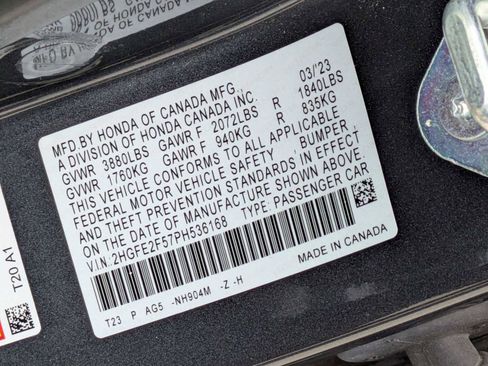 MFD. BY HONDA OF CANADA MFG. 03/'23
A DIVISION OF HONDA CANADA INC.
GVWR 3880LBS GAWR F 2072LBS R 1840LBS
GVWR 1760KG GAWR F 940KG R 835KG
THIS VEHICLE CONFORMS TO ALL APPLICABLE
FEDERAL MOTOR VEHICLE SAFETY BUMPER,
AND THEFT PREVENTION STANDARDS IN EFFECT
ON THE DATE OF MANUFACTURE SHOWN ABOVE.
V.I.N.:2HGFE2F57PH536168 TYPE: PASSENGER CAR
MADE IN CANADA
T23 P AG5 -NH904M -Z -H
T20 A1